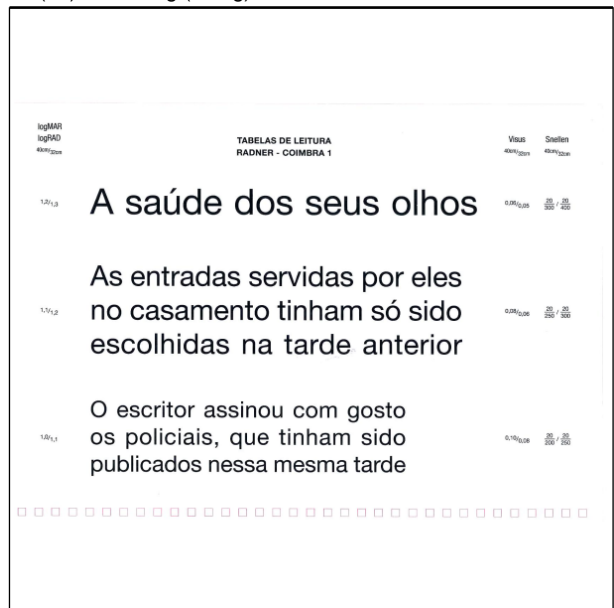 logMAR
logRAD
40cm/32cm
TABELAS DE LEITURA
RADNER - COIMBRA 1
Visus
40cm/32cm
Snellen
40cm/32cm
1,2/1,3
A saúde dos seus olhos
0,06/0,05
20/300 / 20/400
1,1/1,2
As entradas servidas por eles
no casamento tinham só sido
escolhidas na tarde anterior
0,08/0,06
20/250 / 20/300
1,0/1,1
O escritor assinou com gosto
os policiais, que tinham sido
publicados nessa mesma tarde
0,10/0,08
20/200 / 20/250